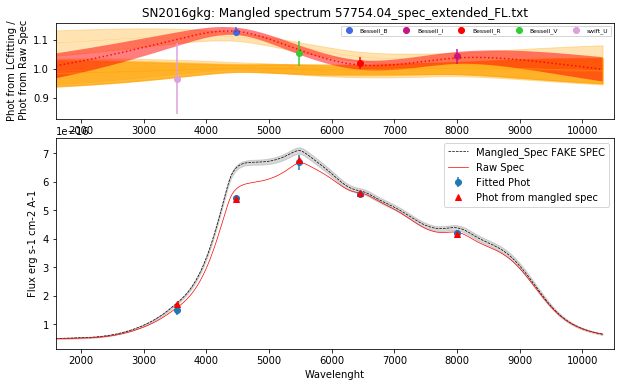 SN2016gkg: Mangled spectrum 57754.04_spec_extended_FL.txt
Phot from LCfitting /
Phot from Raw Spec
1.1
1.0
0.9
Bessell_B
Bessell_I
Bessell_R
Bessell_V
swift_U
2000 3000 4000 5000 6000 7000 8000 9000 10000
1e−16
Flux erg s-1 cm-2 A-1
7
6
5
4
3
2
1
Mangled_Spec FAKE SPEC
Raw Spec
Fitted Phot
Phot from mangled spec
2000 3000 4000 5000 6000 7000 8000 9000 10000
Wavelenght